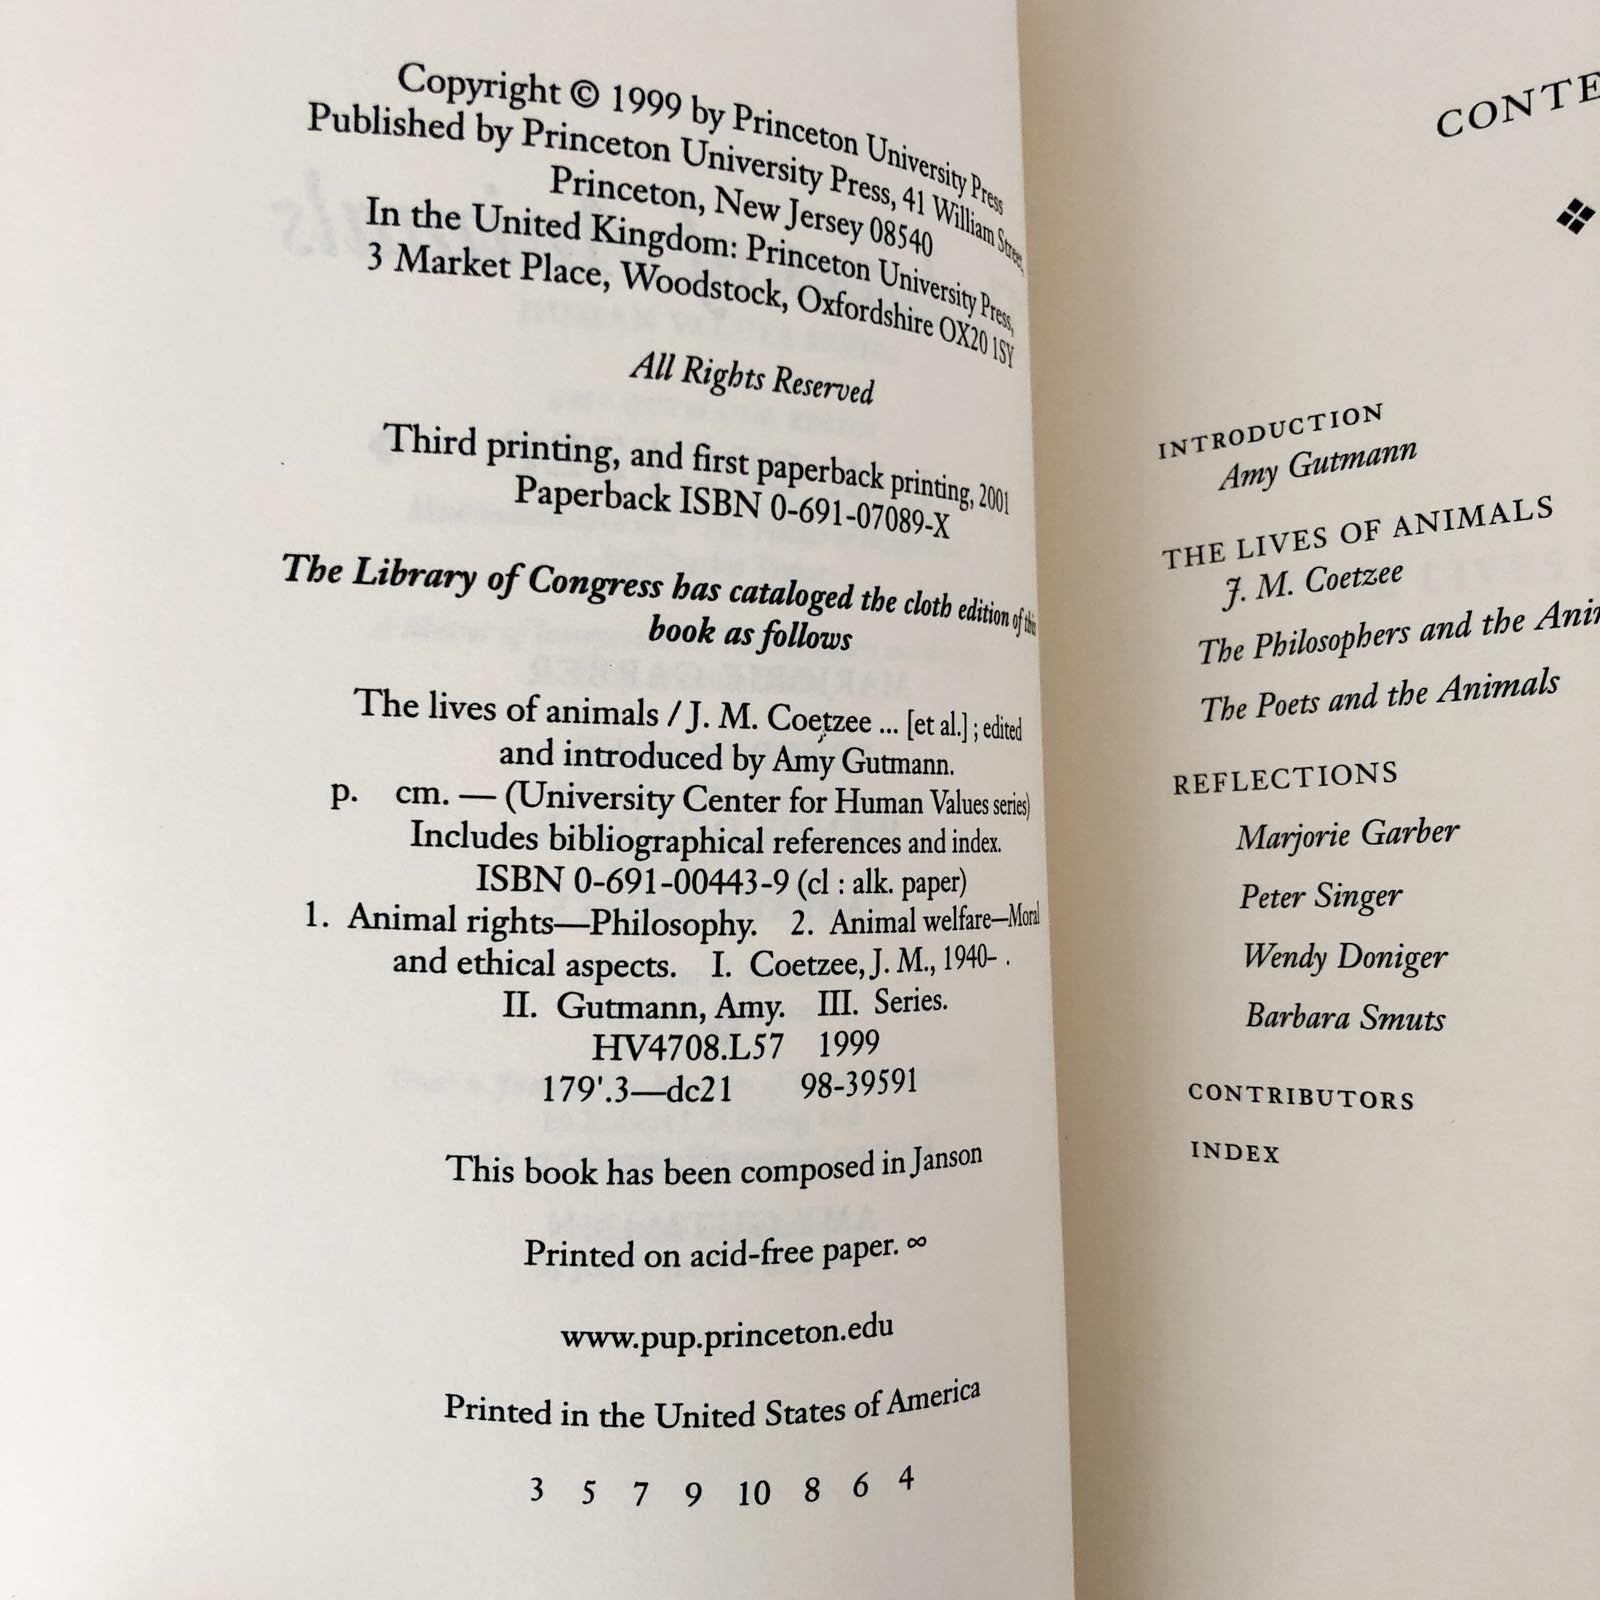 Copyright © 1999 by Princeton University Press
Published by Princeton University Press, 41 William Street,
Princeton, New Jersey 08540
In the United Kingdom: Princeton University Press,
3 Market Place, Woodstock, Oxfordshire OX20 1SY
All Rights Reserved
Third printing, and first paperback printing, 2001
Paperback ISBN 0-691-07089-X
The Library of Congress has cataloged the cloth edition of this
book as follows
The lives of animals / J. M. Coetzee ... [et al.] ; edited
and introduced by Amy Gutmann.
p. cm. — (University Center for Human Values series)
Includes bibliographical references and index.
ISBN 0-691-00443-9 (cl : alk. paper)
1. Animal rights—Philosophy. 2. Animal welfare—Moral
and ethical aspects. I. Coetzee, J. M., 1940- .
II. Gutmann, Amy. III. Series.
HV4708.L57 1999
179'.3—dc21 98-39591
This book has been composed in Janson
Printed on acid-free paper. ∞
www.pup.princeton.edu
Printed in the United States of America
3 5 7 9 10 8 6 4
CONTE
INTRODUCTION
Amy Gutmann
THE LIVES OF ANIMALS
J. M. Coetzee
The Philosophers and the Ani
The Poets and the Animals
REFLECTIONS
Marjorie Garber
Peter Singer
Wendy Doniger
Barbara Smuts
CONTRIBUTORS
INDEX